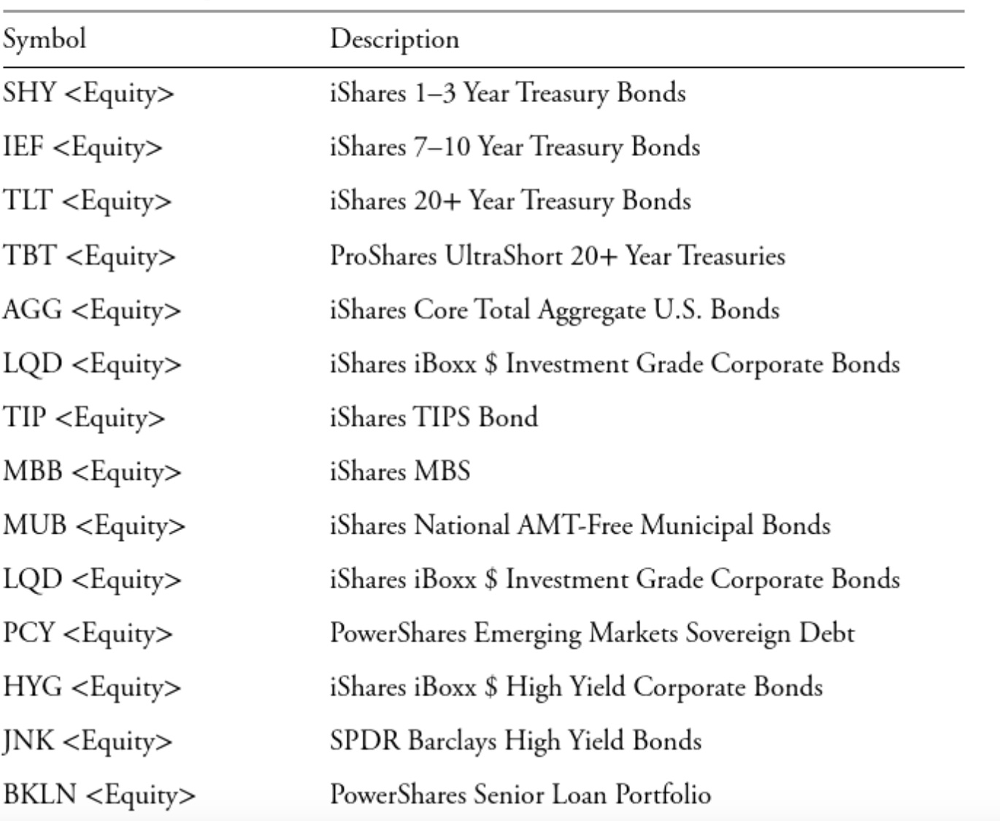 Symbol Description
SHY <Equity> iShares 1–3 Year Treasury Bonds
IEF <Equity> iShares 7–10 Year Treasury Bonds
TLT <Equity> iShares 20+ Year Treasury Bonds
TBT <Equity> ProShares UltraShort 20+ Year Treasuries
AGG <Equity> iShares Core Total Aggregate U.S. Bonds
LQD <Equity> iShares iBoxx $ Investment Grade Corporate Bonds
TIP <Equity> iShares TIPS Bond
MBB <Equity> iShares MBS
MUB <Equity> iShares National AMT-Free Municipal Bonds
LQD <Equity> iShares iBoxx $ Investment Grade Corporate Bonds
PCY <Equity> PowerShares Emerging Markets Sovereign Debt
HYG <Equity> iShares iBoxx $ High Yield Corporate Bonds
JNK <Equity> SPDR Barclays High Yield Bonds
BKLN <Equity> PowerShares Senior Loan Portfolio